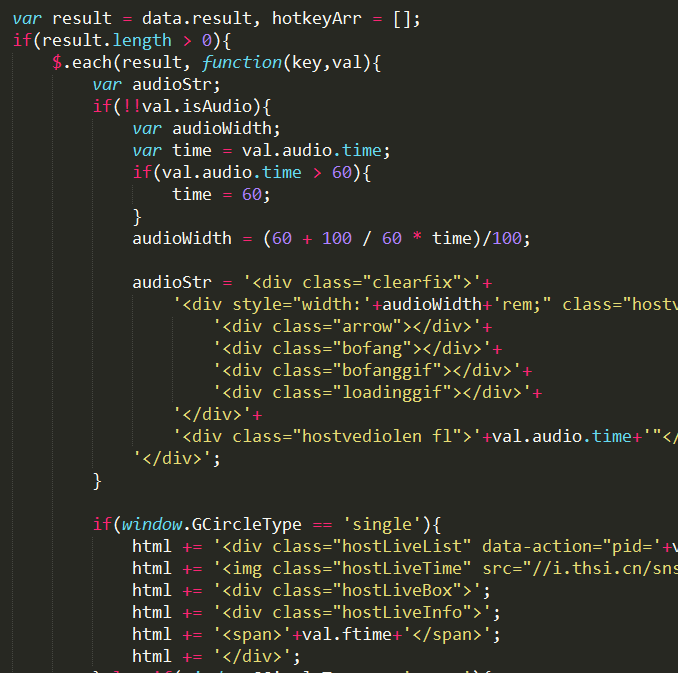 var result = data.result, hotkeyArr = [];
if(result.length > 0){
$.each(result, function(key,val){
var audioStr;
if(!!val.isAudio){
var audioWidth;
var time = val.audio.time;
if(val.audio.time > 60){
time = 60;
}
audioWidth = (60 + 100 / 60 * time)/100;
audioStr = '<div class="clearfix">'+
'<div style="width:'+audioWidth+'rem;" class="hostv
'<div class="arrow"></div>'+
'<div class="bofang"></div>'+
'<div class="bofanggif"></div>'+
'<div class="loadinggif"></div>'+
'</div>'+
'<div class="hostvediolen fl">'+val.audio.time+'"</
'</div>';
}
if(window.GCircleType == 'single'){
html += '<div class="hostLiveList" data-action="pid='+v
html += '<img class="hostLiveTime" src="//i.thsi.cn/sns
html += '<div class="hostLiveBox">';
html += '<div class="hostLiveInfo">';
html += '<span>'+val.ftime+'</span>';
html += '</div>';